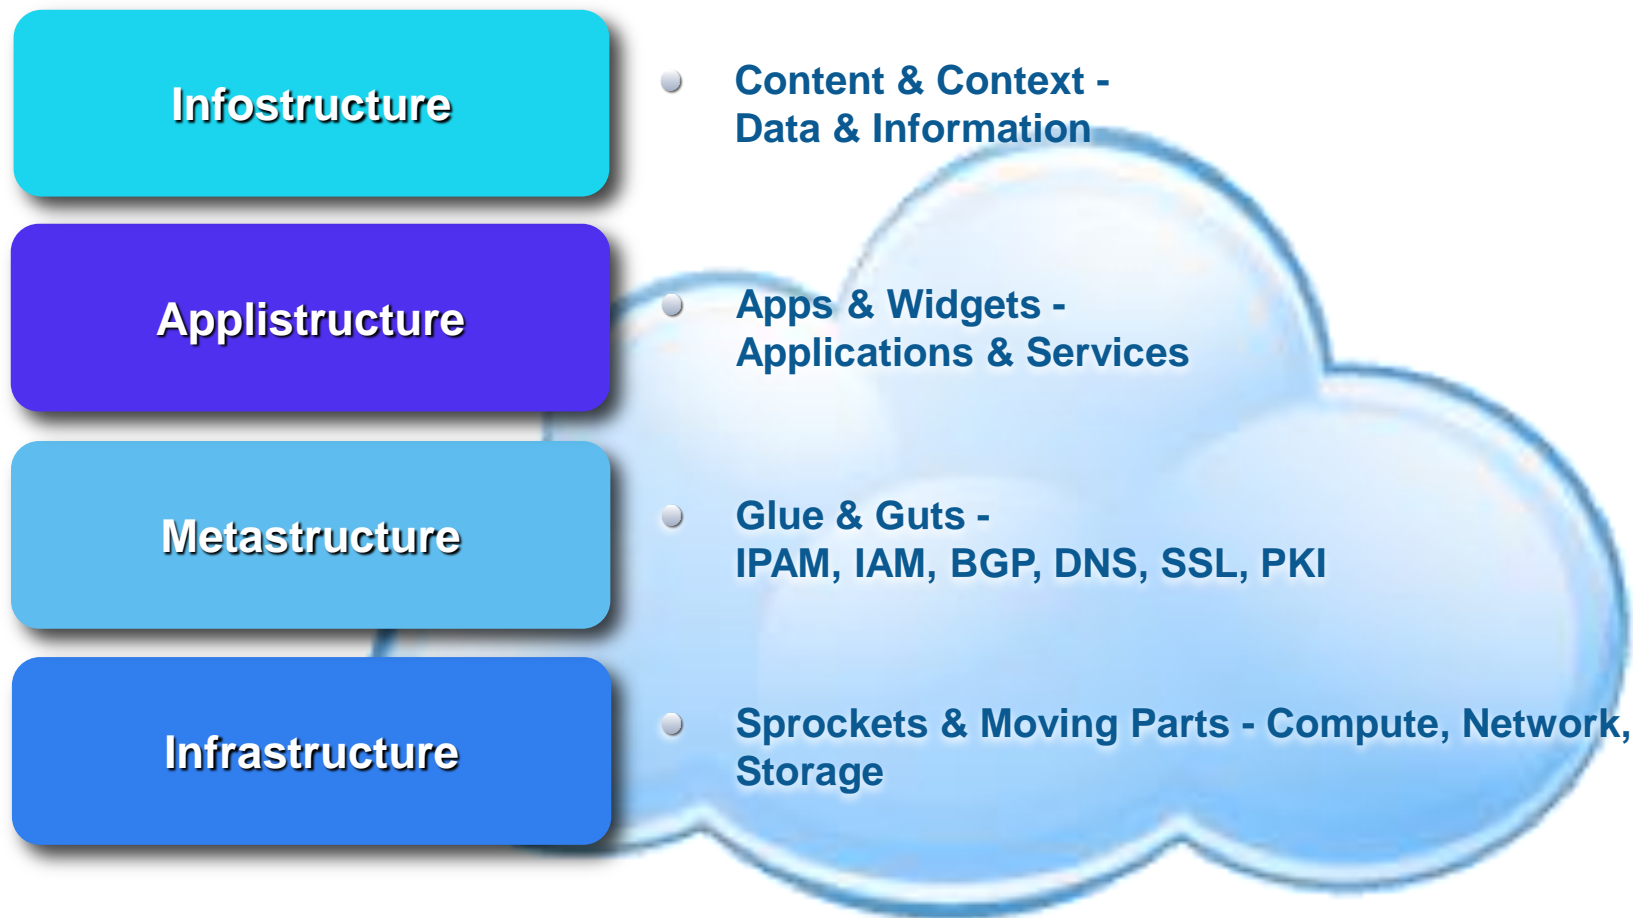 Infostructure
Content & Context -
Data & Information
Applistructure
Apps & Widgets -
Applications & Services
Metastructure
Glue & Guts -
IPAM, IAM, BGP, DNS, SSL, PKI
Infrastructure
Sprockets & Moving Parts - Compute, Network,
Storage